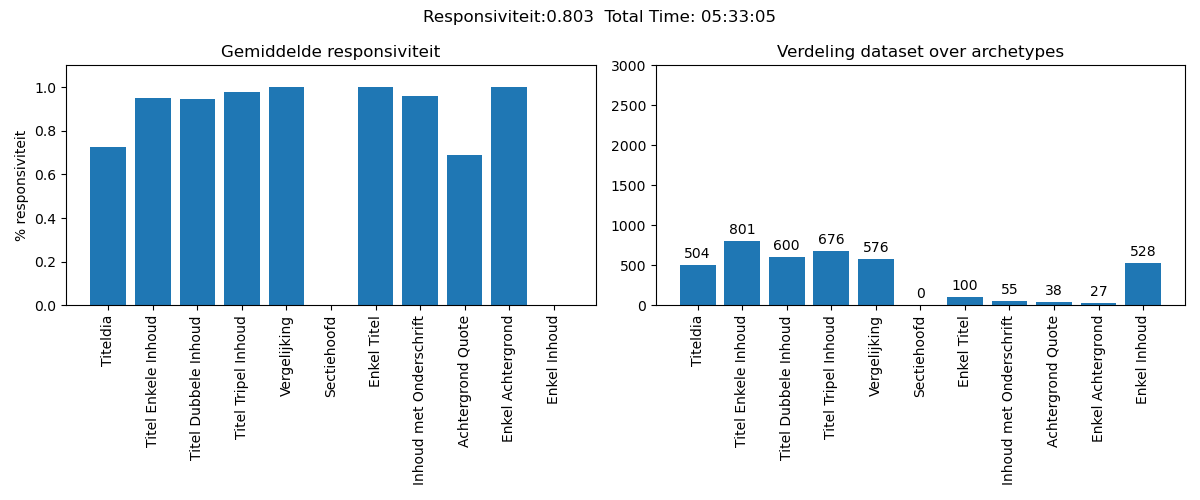 Responsiviteit:0.803  Total Time: 05:33:05
Gemiddelde responsiviteit
% responsiviteit
1.0
0.8
0.6
0.4
0.2
0.0
Titeldia
Titel Enkele Inhoud
Titel Dubbele Inhoud
Titel Tripel Inhoud
Vergelijking
Sectiehoofd
Enkel Titel
Inhoud met Onderschrift
Achtergrond Quote
Enkel Achtergrond
Enkel Inhoud
Verdeling dataset over archetypes
3000
2500
2000
1500
1000
500
0
504
801
600
676
576
0
100
55
38
27
528
Titeldia
Titel Enkele Inhoud
Titel Dubbele Inhoud
Titel Tripel Inhoud
Vergelijking
Sectiehoofd
Enkel Titel
Inhoud met Onderschrift
Achtergrond Quote
Enkel Achtergrond
Enkel Inhoud